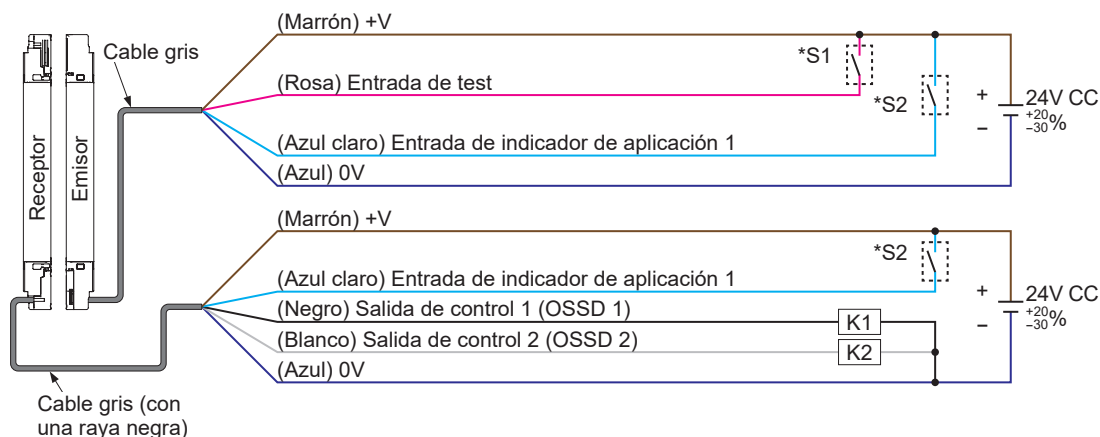 Receptor
Emisor
Cable gris
(Marrón) +V
*S1
(Rosa) Entrada de test
*S2
+
24V CC
+20
–30%
–
(Azul claro) Entrada de indicador de aplicación 1
(Azul) 0V
(Marrón) +V
*S2
(Azul claro) Entrada de indicador de aplicación 1
(Negro) Salida de control 1 (OSSD 1)
K1
+
24V CC
+20
–30%
–
(Blanco) Salida de control 2 (OSSD 2)
K2
(Azul) 0V
Cable gris (con
una raya negra)